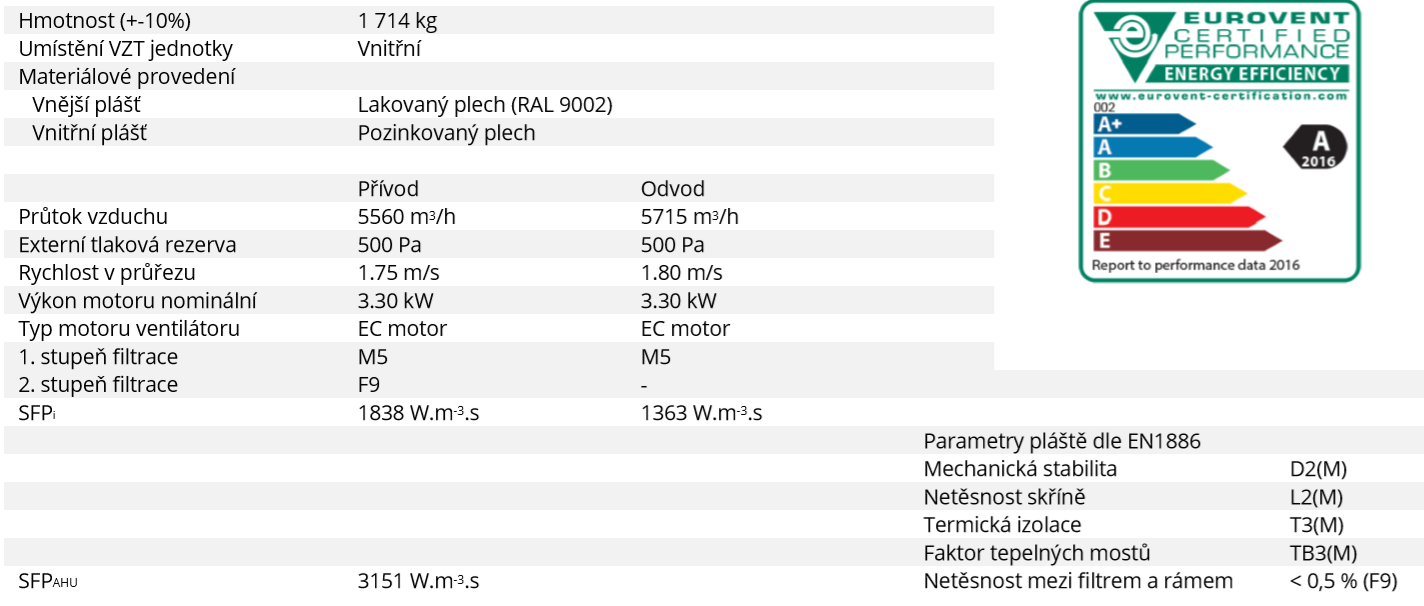 Hmotnost (+-10%) 1 714 kg
Umístění VZT jednotky Vnitřní
Materiálové provedení
Vnější plášť Lakovaný plech (RAL 9002)
Vnitřní plášť Pozinkovaný plech
EUROVENT
CERTIFIED
PERFORMANCE
ENERGY EFFICIENCY
www.eurovent-certification.com
002
A+
A
B
C
D
E
A
2016
Report to performance data 2016
Přívod Odvod
Průtok vzduchu 5560 m3/h 5715 m3/h
Externí tlaková rezerva 500 Pa 500 Pa
Rychlost v průřezu 1.75 m/s 1.80 m/s
Výkon motoru nominální 3.30 kW 3.30 kW
Typ motoru ventilátoru EC motor EC motor
1. stupeň filtrace M5 M5
2. stupeň filtrace F9 -
SFPi 1838 W.m-3.s 1363 W.m-3.s
Parametry pláště dle EN1886
Mechanická stabilita D2(M)
Netěsnost skříně L2(M)
Termická izolace T3(M)
Faktor tepelných mostů TB3(M)
SFPAHU 3151 W.m-3.s Netěsnost mezi filtrem a rámem < 0,5 % (F9)